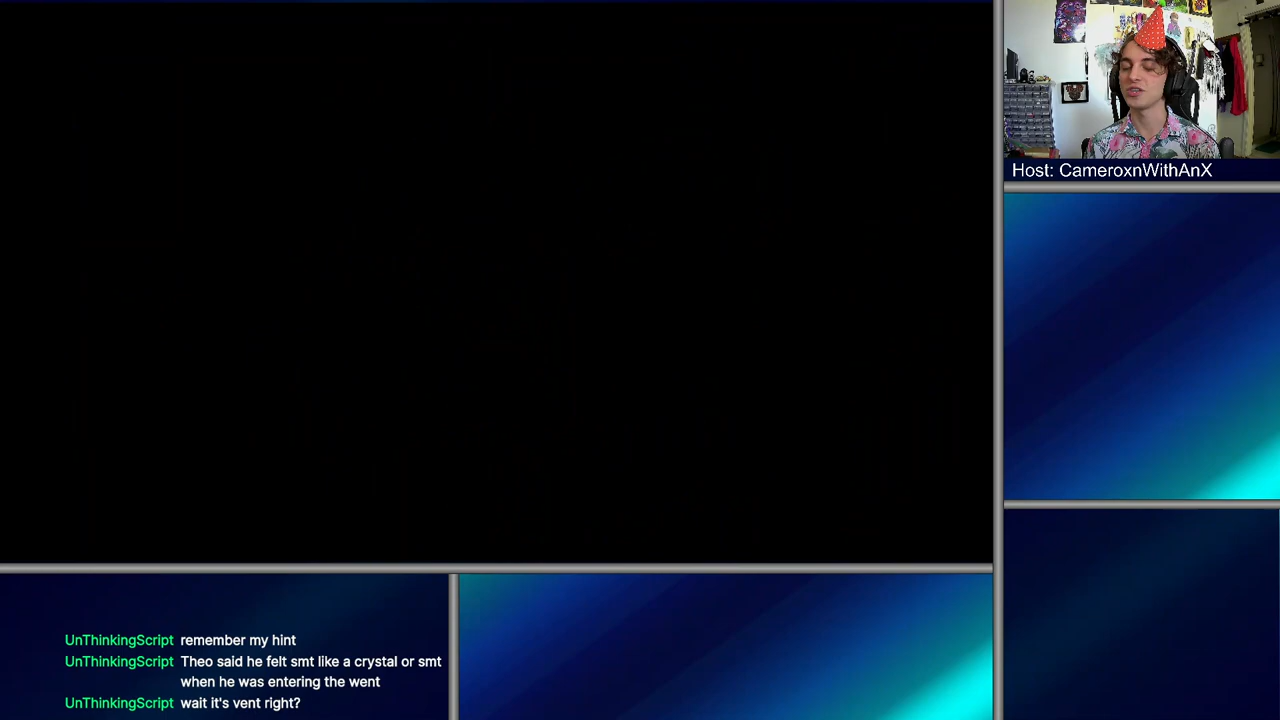 Host: CameroxnWithAnX
UnThinkingScript remember my hint
UnThinkingScript Theo said he felt smt like a crystal or smt
when he was entering the went
UnThinkingScript wait it's vent right?